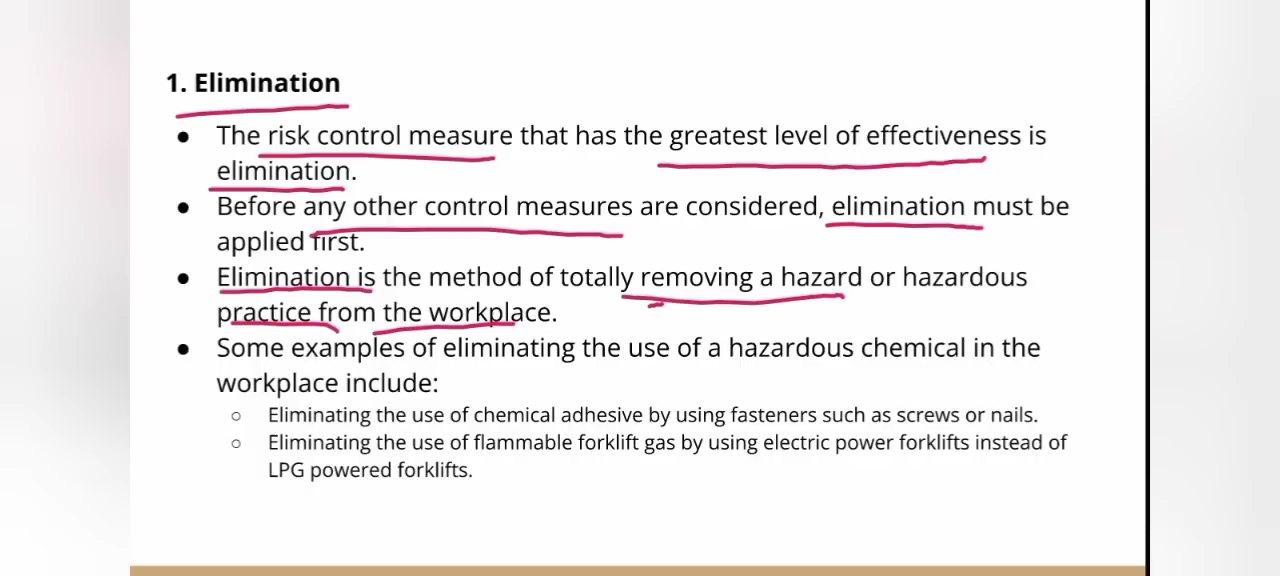 1. Elimination
● The risk control measure that has the greatest level of effectiveness is
elimination.
● Before any other control measures are considered, elimination must be
applied first.
● Elimination is the method of totally removing a hazard or hazardous
practice from the workplace.
● Some examples of eliminating the use of a hazardous chemical in the
workplace include:
○ Eliminating the use of chemical adhesive by using fasteners such as screws or nails.
○ Eliminating the use of flammable forklift gas by using electric power forklifts instead of
LPG powered forklifts.